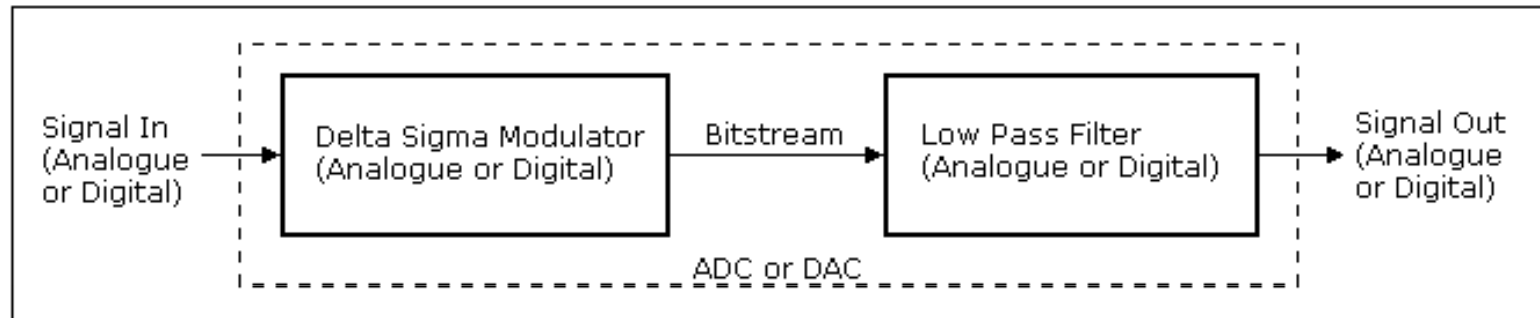 Signal In
(Analogue
or Digital)
Delta Sigma Modulator
(Analogue or Digital)
Bitstream
Low Pass Filter
(Analogue or Digital)
Signal Out
(Analogue
or Digital)
ADC or DAC